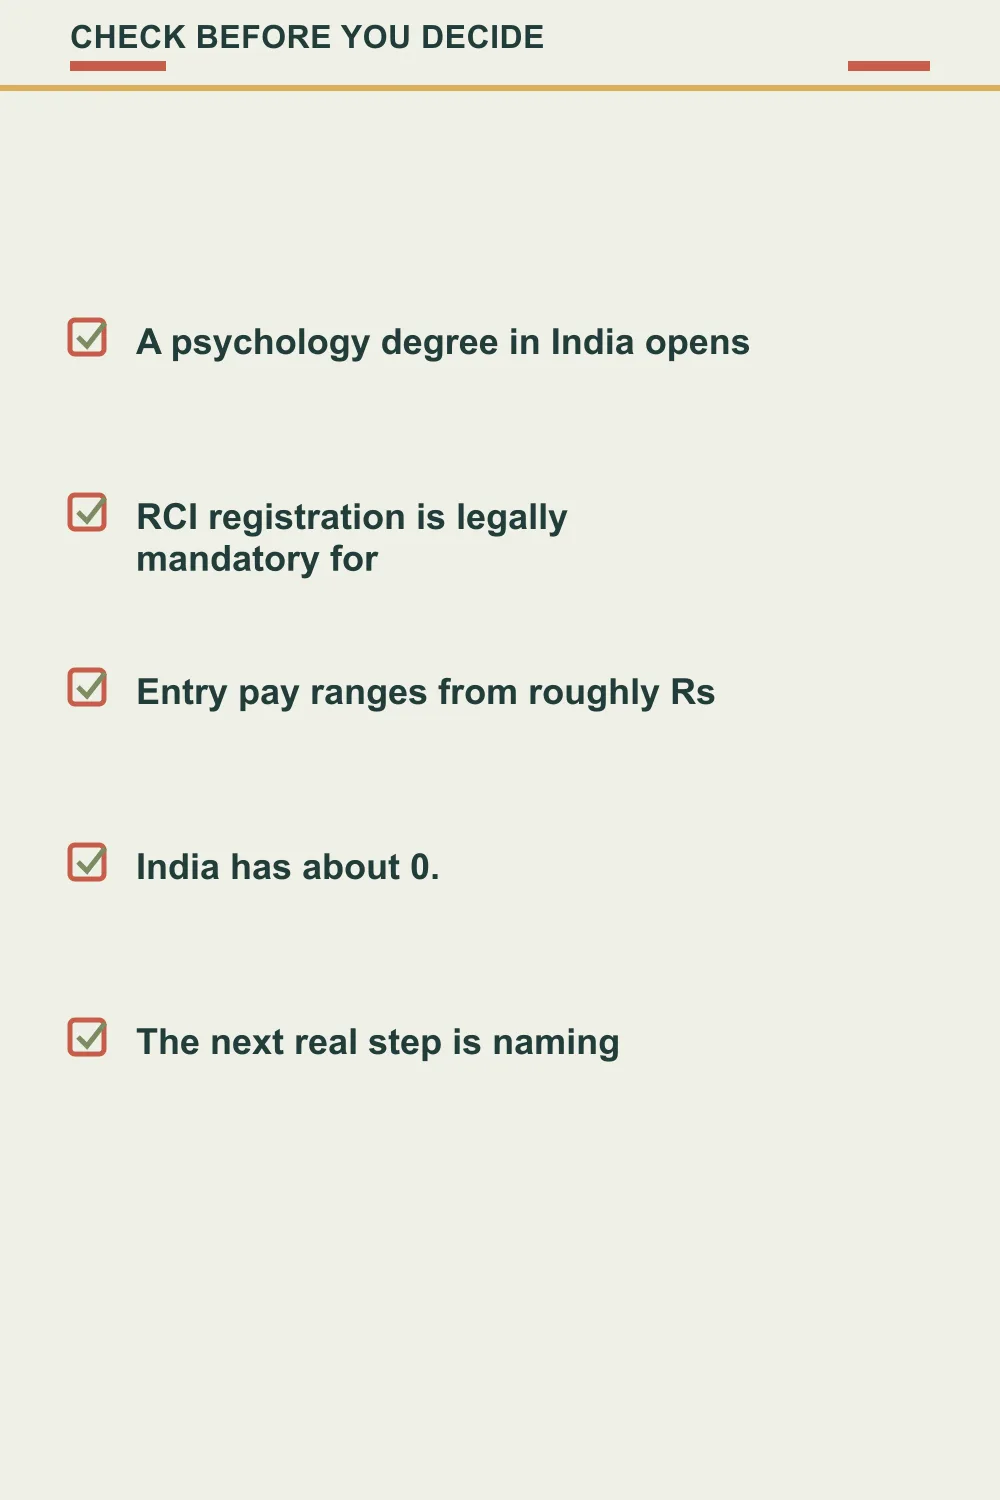 CHECK BEFORE YOU DECIDE
A psychology degree in India opens
RCI registration is legally
mandatory for
Entry pay ranges from roughly Rs
India has about 0.
The next real step is naming